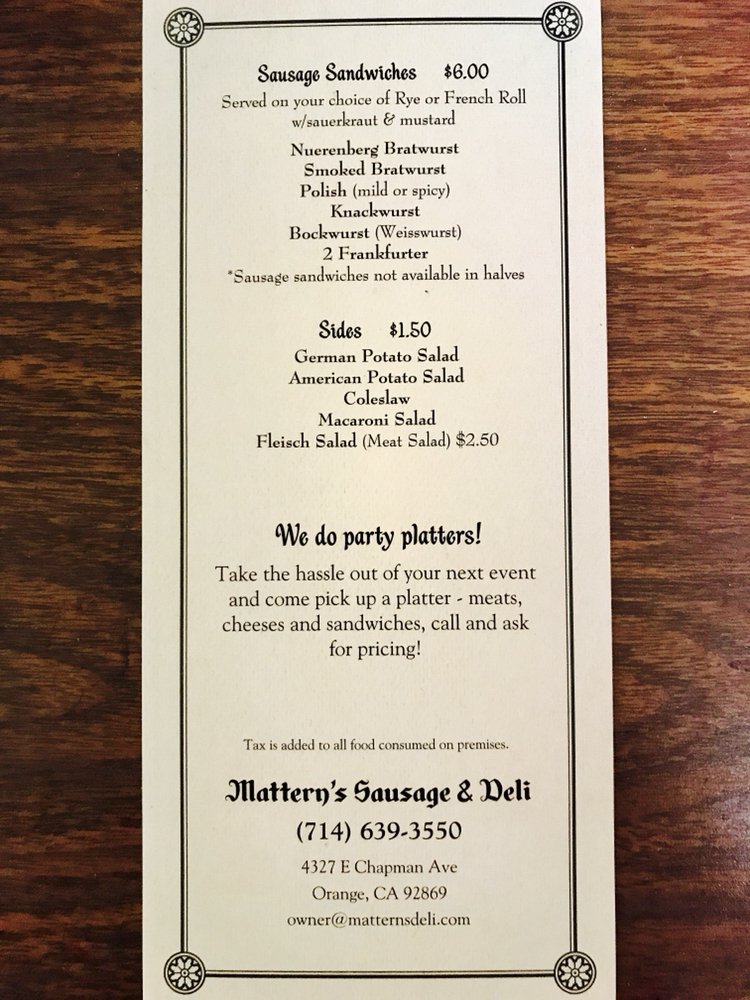 Sausage Sandwiches $6.00
Served on your choice of Rye or French Roll
w/sauerkraut & mustard
Nuerenberg Bratwurst
Smoked Bratwurst
Polish (mild or spicy)
Knackwurst
Bockwurst (Weisswurst)
2 Frankfurter
*Sausage sandwiches not available in halves
Sides $1.50
German Potato Salad
American Potato Salad
Coleslaw
Macaroni Salad
Fleisch Salad (Meat Salad) $2.50
We do party platters!
Take the hassle out of your next event
and come pick up a platter - meats,
cheeses and sandwiches, call and ask
for pricing!
Tax is added to all food consumed on premises.
Mattern's Sausage & Deli
(714) 639-3550
4327 E Chapman Ave
Orange, CA 92869
owner@matternsdeli.com